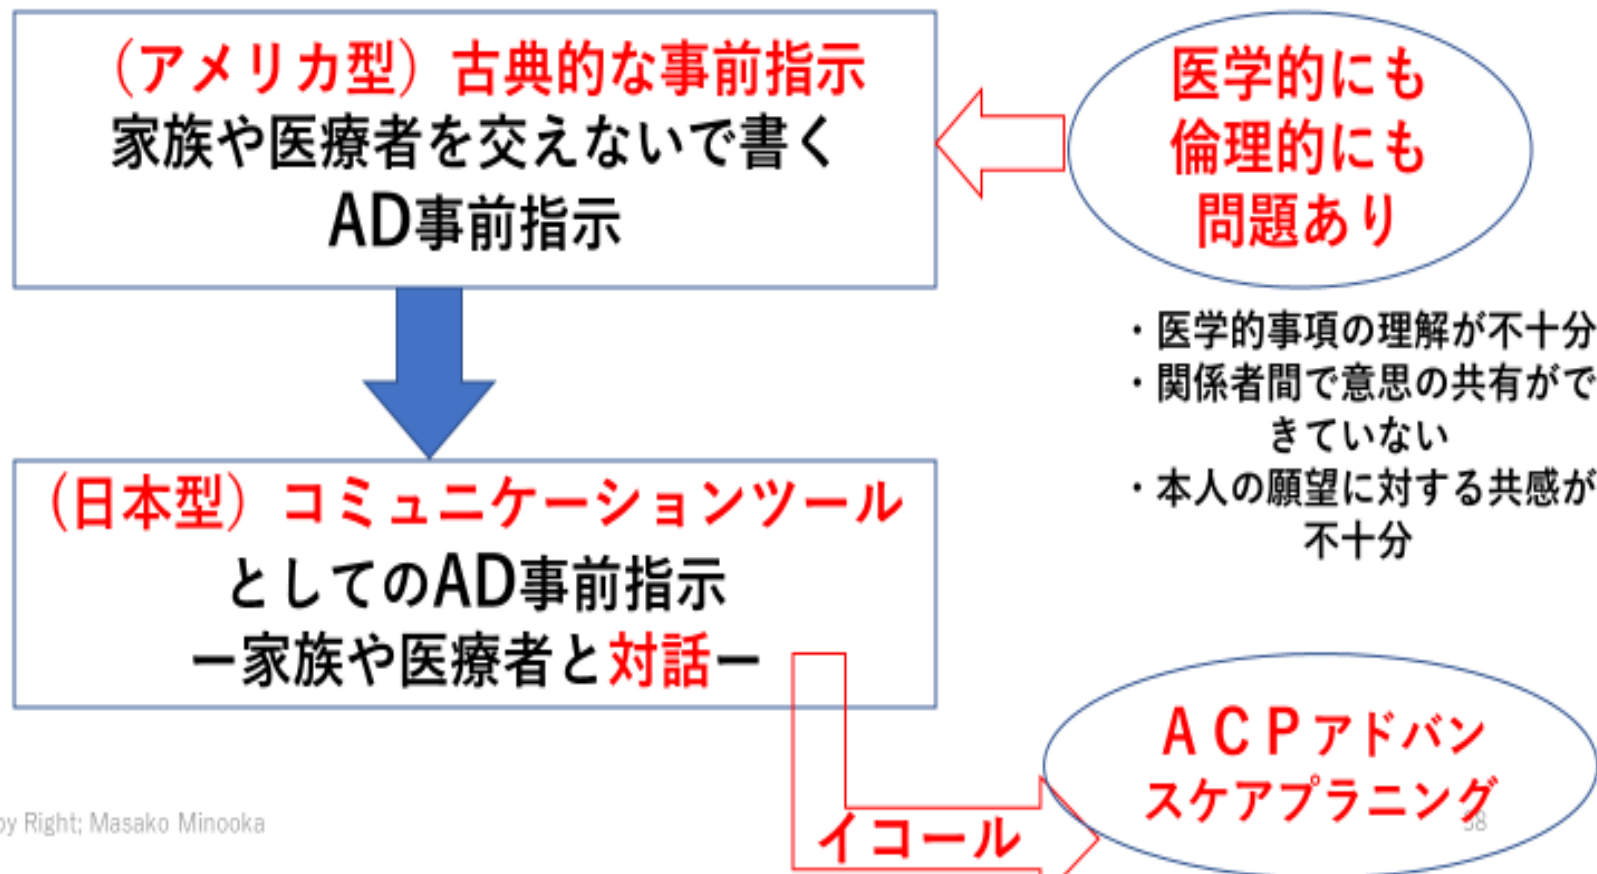 （アメリカ型）古典的な事前指示
家族や医療者を交えないで書く
AD事前指示
医学的にも
倫理的にも
問題あり
・医学的事項の理解が不十分
・関係者間で意思の共有がで
きていない
・本人の願望に対する共感が
不十分
（日本型）コミュニケーションツール
としてのAD事前指示
ー家族や医療者と対話ー
イコール
ＡＣＰアドバン
スケアプラニング
py Right; Masako Minooka
58